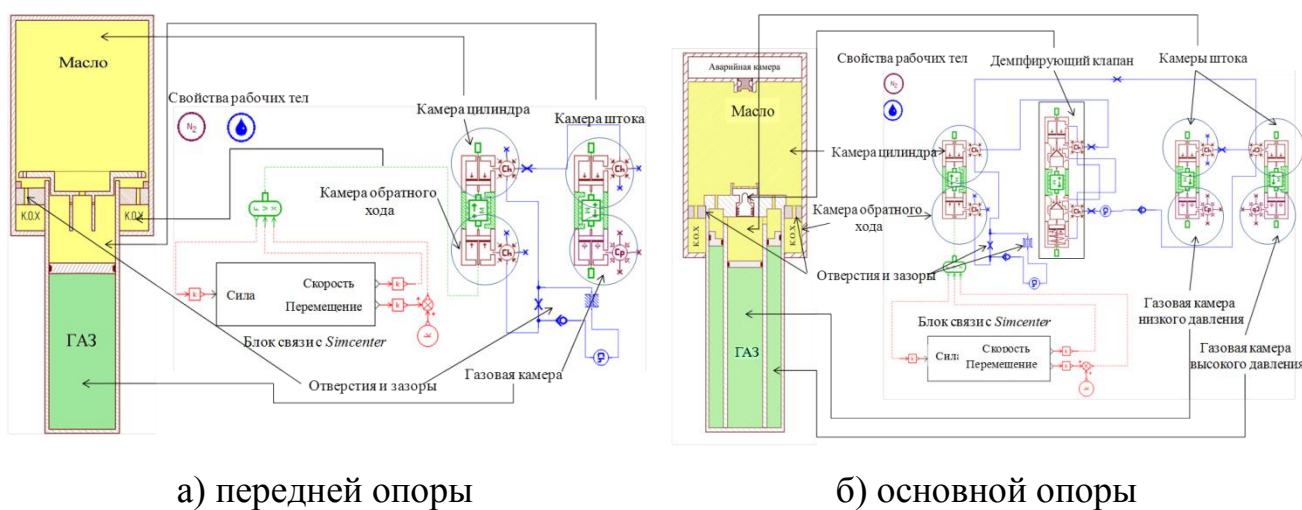 Масло
Свойства рабочих тел
N₂
Камера цилиндра
Камера штока
Камера обратного
хода
К.О.Х
К.О.Х
ГАЗ
Сила
Скорость
Перемещение
Блок связи с Simcenter
Отверстия и зазоры
Газовая камера
а) передней опоры
Аварийная камера
Масло
Свойства рабочих тел
N₂
Демпфирующий клапан
Камеры штока
Камера цилиндра
Камера обратного
хода
К.О.Х
К.О.Х
Отверстия и зазоры
ГАЗ
Блок связи с Simcenter
Сила
Скорость
Перемещение
Газовая камера
низкого давления
Газовая камера
высокого давления
б) основной опоры